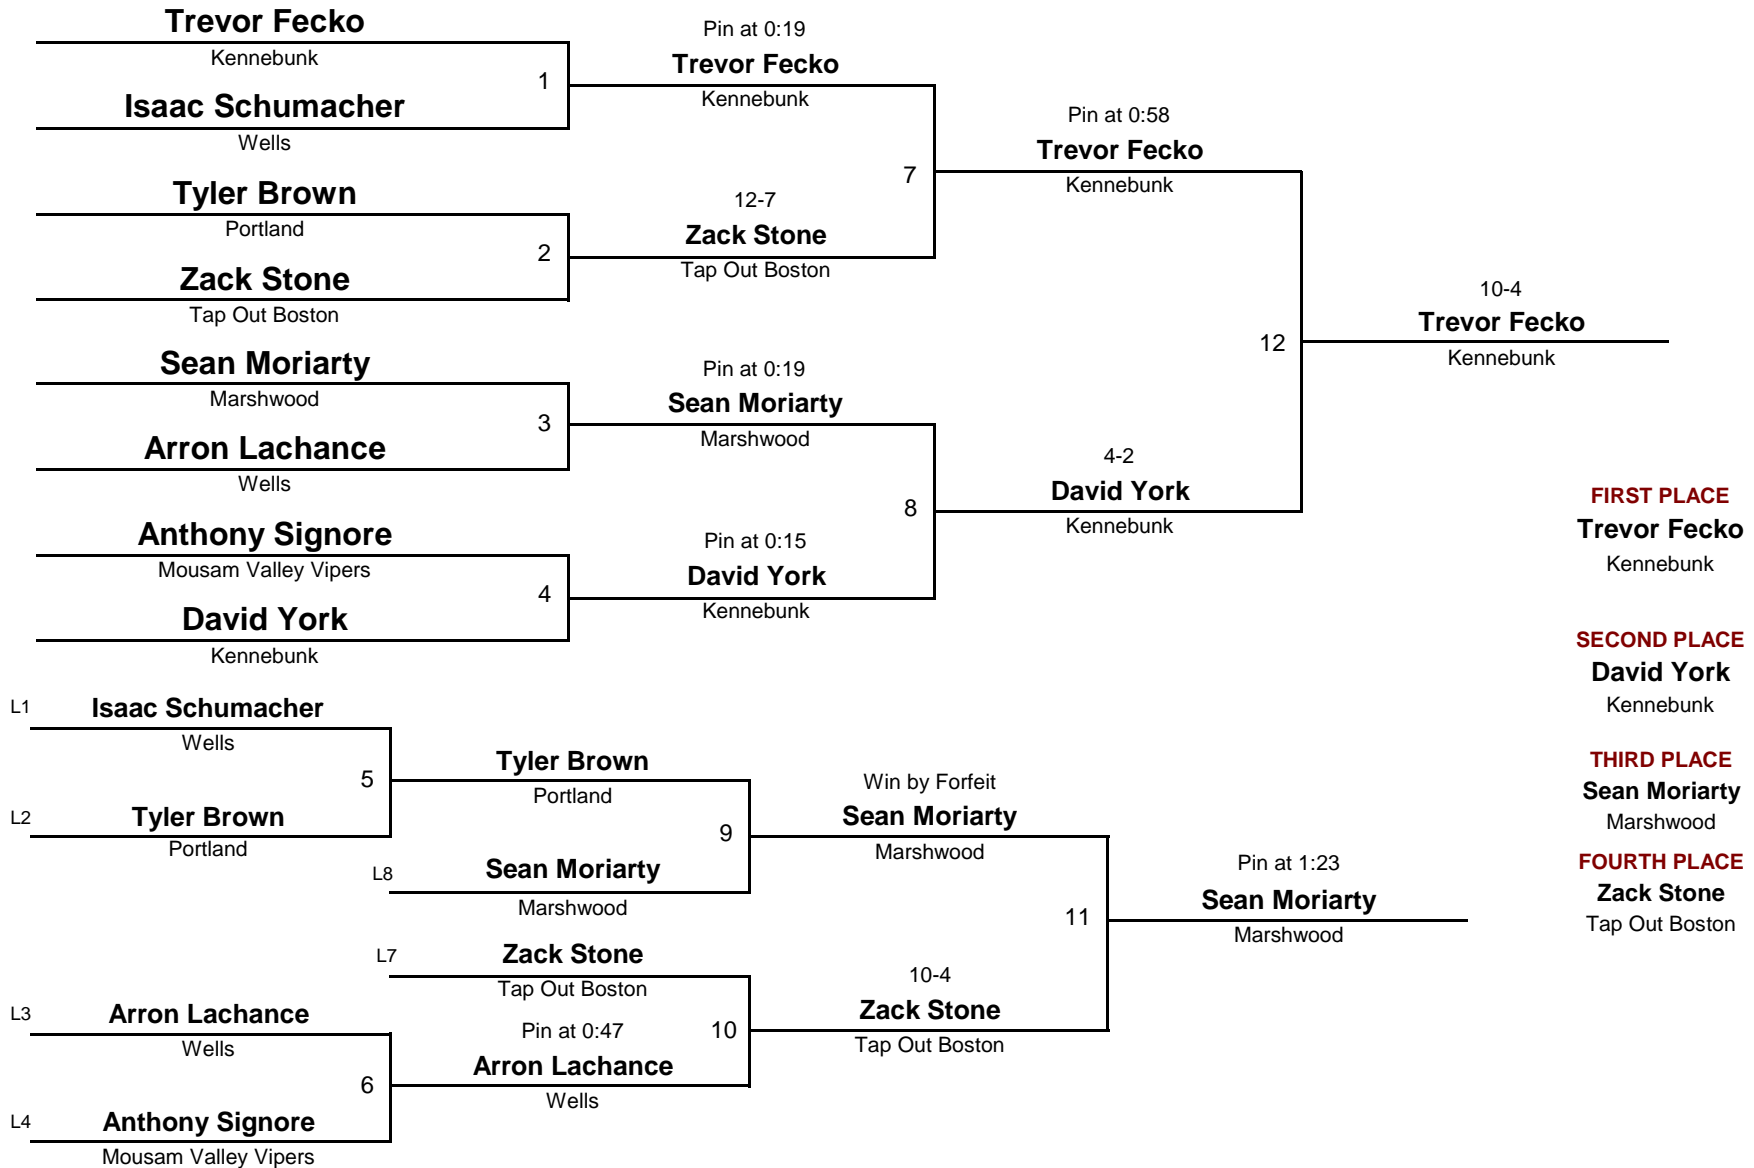 Trevor Fecko
Kennebunk
1
Isaac Schumacher
Wells
Tyler Brown
Portland
2
Zack Stone
Tap Out Boston
Sean Moriarty
Marshwood
3
Arron Lachance
Wells
Anthony Signore
Mousam Valley Vipers
4
David York
Kennebunk
Pin at 0:19
Trevor Fecko
Kennebunk
7
12-7
Zack Stone
Tap Out Boston
Pin at 0:19
Sean Moriarty
Marshwood
8
Pin at 0:15
David York
Kennebunk
Pin at 0:58
Trevor Fecko
Kennebunk
12
4-2
David York
Kennebunk
10-4
Trevor Fecko
Kennebunk
FIRST PLACE
Trevor Fecko
Kennebunk
SECOND PLACE
David York
Kennebunk
THIRD PLACE
Sean Moriarty
Marshwood
FOURTH PLACE
Zack Stone
Tap Out Boston
L1 Isaac Schumacher
Wells
5
L2 Tyler Brown
Portland
L3 Arron Lachance
Wells
6
L4 Anthony Signore
Mousam Valley Vipers
Tyler Brown
Portland
9
L8 Sean Moriarty
Marshwood
L7 Zack Stone
Tap Out Boston
Pin at 0:47 10
Arron Lachance
Wells
Win by Forfeit
Sean Moriarty
Marshwood
11
10-4
Zack Stone
Tap Out Boston
Pin at 1:23
Sean Moriarty
Marshwood